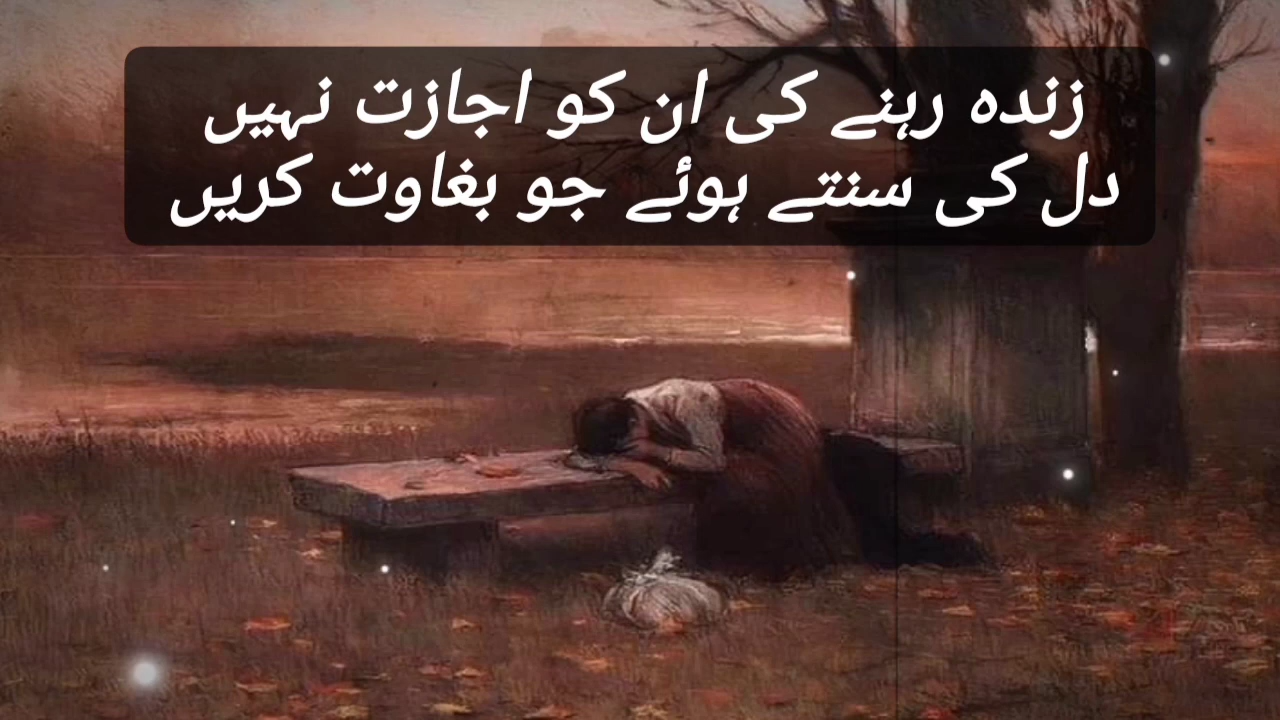 زندہ رہنے کی ان کو اجازت نہیں
دل کی سنتے ہوئے جو بغاوت کریں